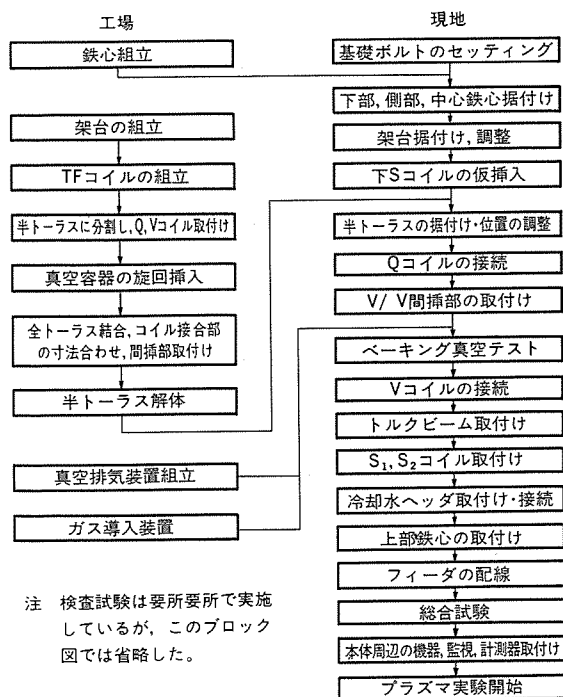 工場
鉄心組立
架台の組立
TFコイルの組立
半トーラスに分割し,Q,Vコイル取付け
真空容器の旋回挿入
全トーラス結合,コイル接合部
の寸法合わせ,間挿部取付け
半トーラス解体
真空排気装置組立
ガス導入装置
注 検査試験は要所要所で実施
しているが,このブロック
図では省略した。
現地
基礎ボルトのセッティング
下部,側部,中心鉄心据付け
架台据付け,調整
下Sコイルの仮挿入
半トーラスの据付け・位置の調整
Qコイルの接続
V/V間挿部の取付け
ベーキング真空テスト
Vコイルの接続
トルクビーム取付け
S₁,S₂コイル取付け
冷却水ヘッダ取付け・接続
上部鉄心の取付け
フィーダの配線
総合試験
本体周辺の機器,監視,計測器取付け
プラズマ実験開始